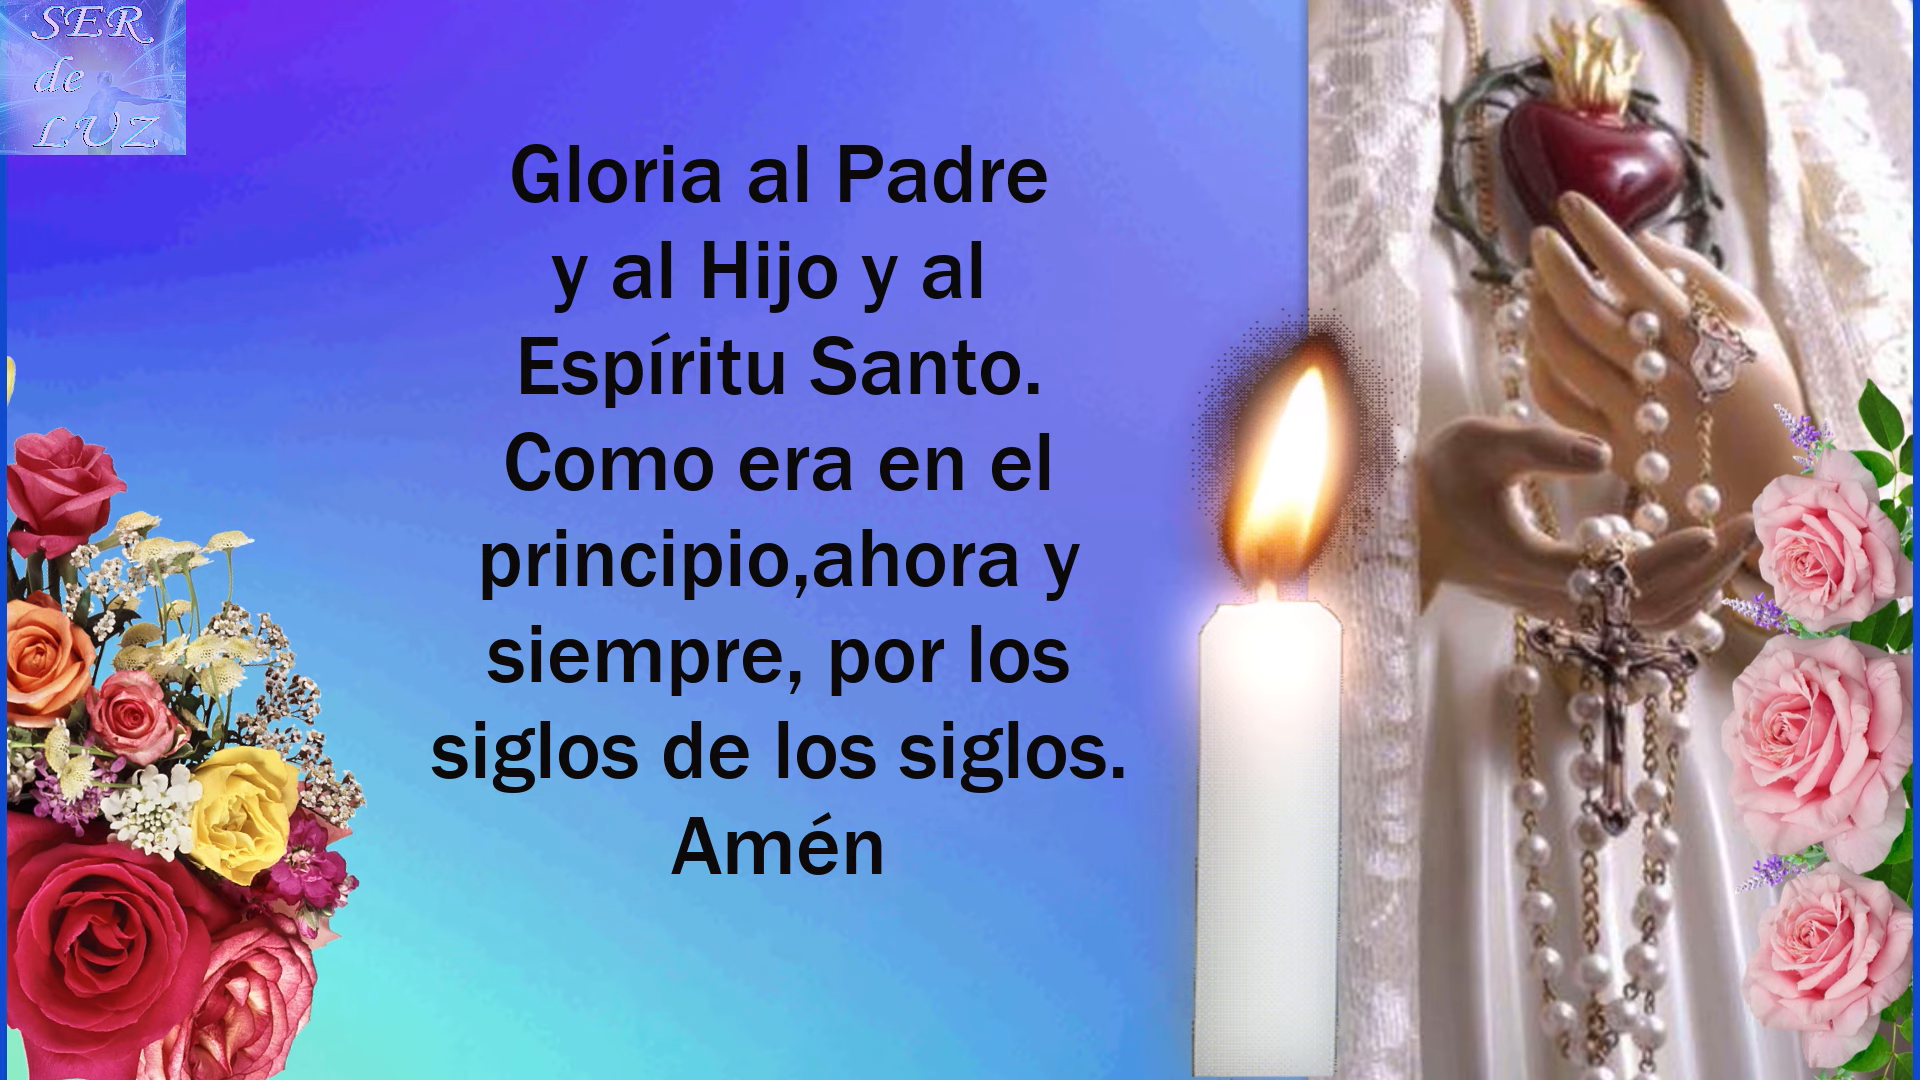 SER
de
LUZ
Gloria al Padre
y al Hijo y al
Espíritu Santo.
Como era en el
principio,ahora y
siempre, por los
siglos de los siglos.
Amén